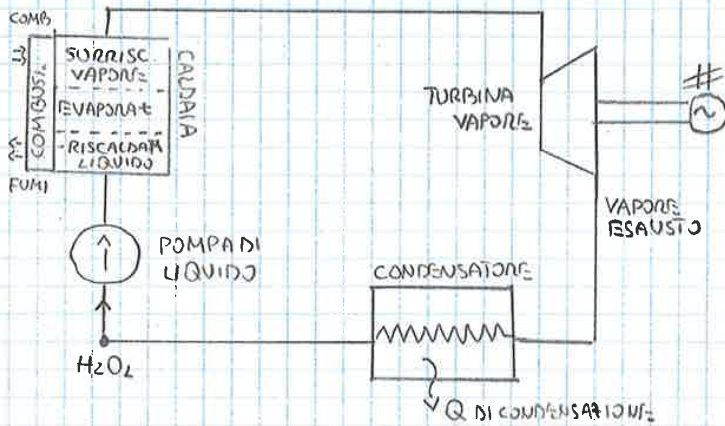 COMB
COMBUSI.
FUMI
SURRISC.
VAPORE
EVAPORAt
RISCALDAM
LIQUIDO
CALDAIA
TURBINA
VAPORE
#
VAPORE
ESAUSTO
POMPA DI
LIQUIDO
CONDENSATORE
H2OL
Q DI CONDENSAZIONE